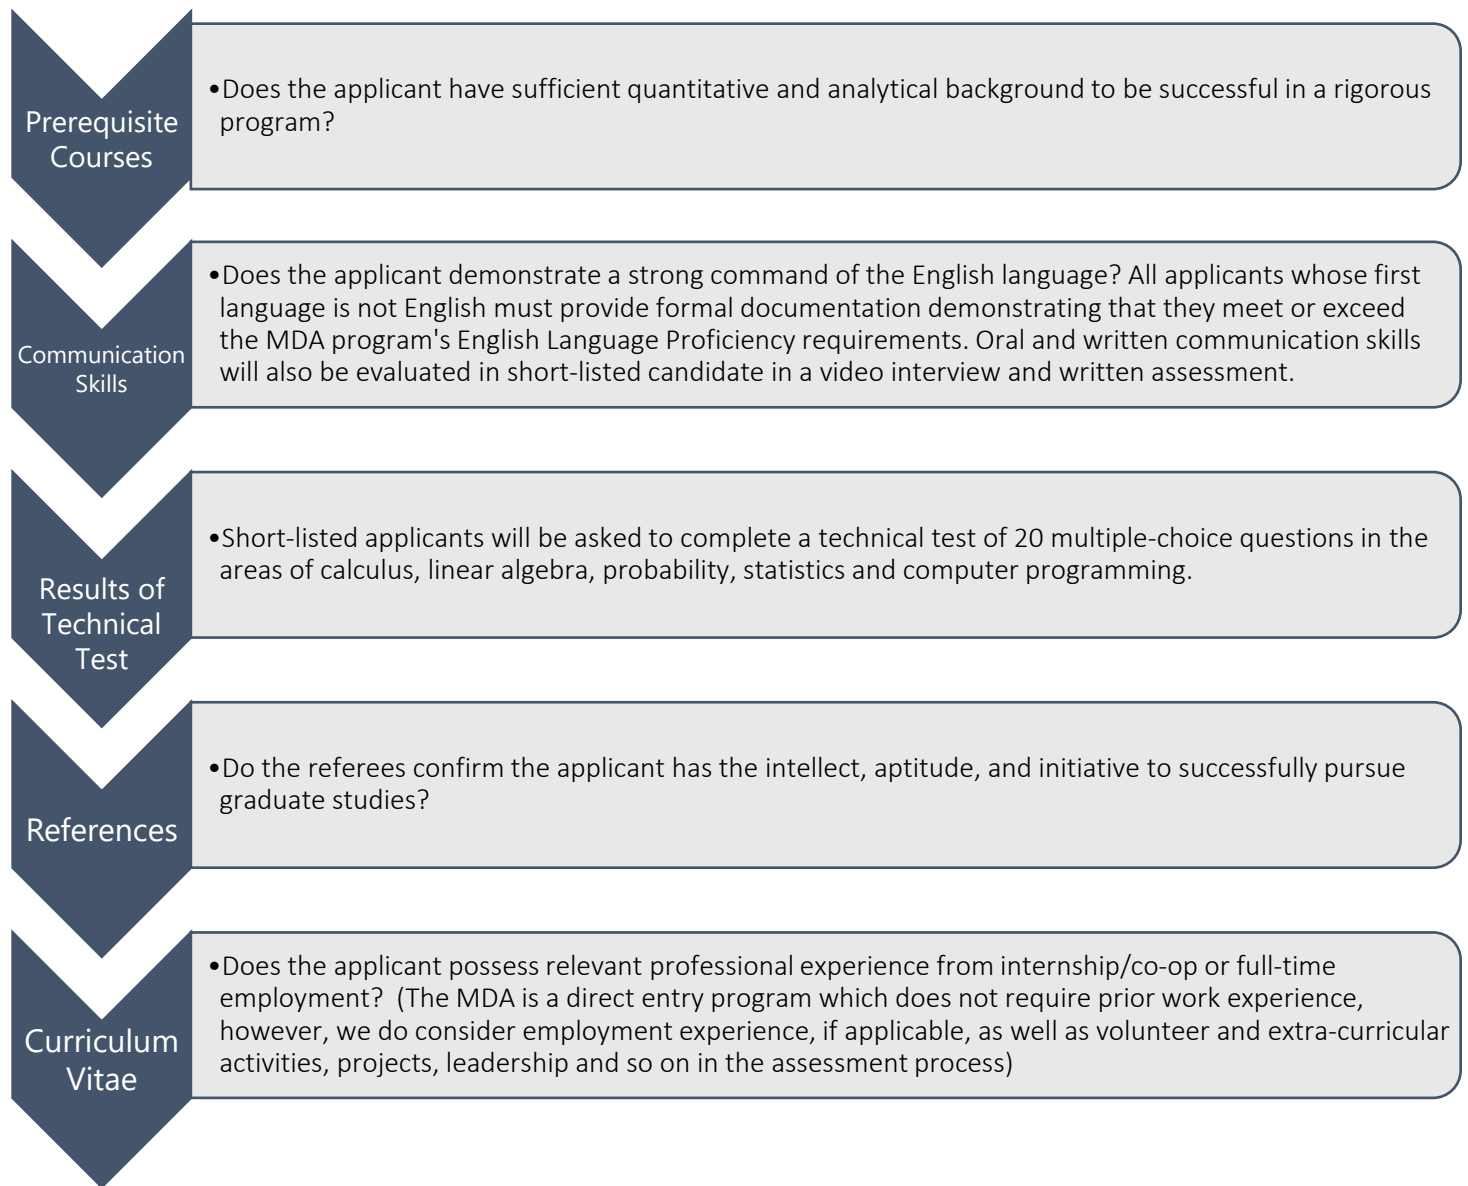 Prerequisite
Courses
•Does the applicant have sufficient quantitative and analytical background to be successful in a rigorous
program?
Communication
Skills
•Does the applicant demonstrate a strong command of the English language? All applicants whose first
language is not English must provide formal documentation demonstrating that they meet or exceed
the MDA program's English Language Proficiency requirements. Oral and written communication skills
will also be evaluated in short-listed candidate in a video interview and written assessment.
Results of
Technical
Test
•Short-listed applicants will be asked to complete a technical test of 20 multiple-choice questions in the
areas of calculus, linear algebra, probability, statistics and computer programming.
References
•Do the referees confirm the applicant has the intellect, aptitude, and initiative to successfully pursue
graduate studies?
Curriculum
Vitae
•Does the applicant possess relevant professional experience from internship/co-op or full-time
employment?  (The MDA is a direct entry program which does not require prior work experience,
however, we do consider employment experience, if applicable, as well as volunteer and extra-curricular
activities, projects, leadership and so on in the assessment process)